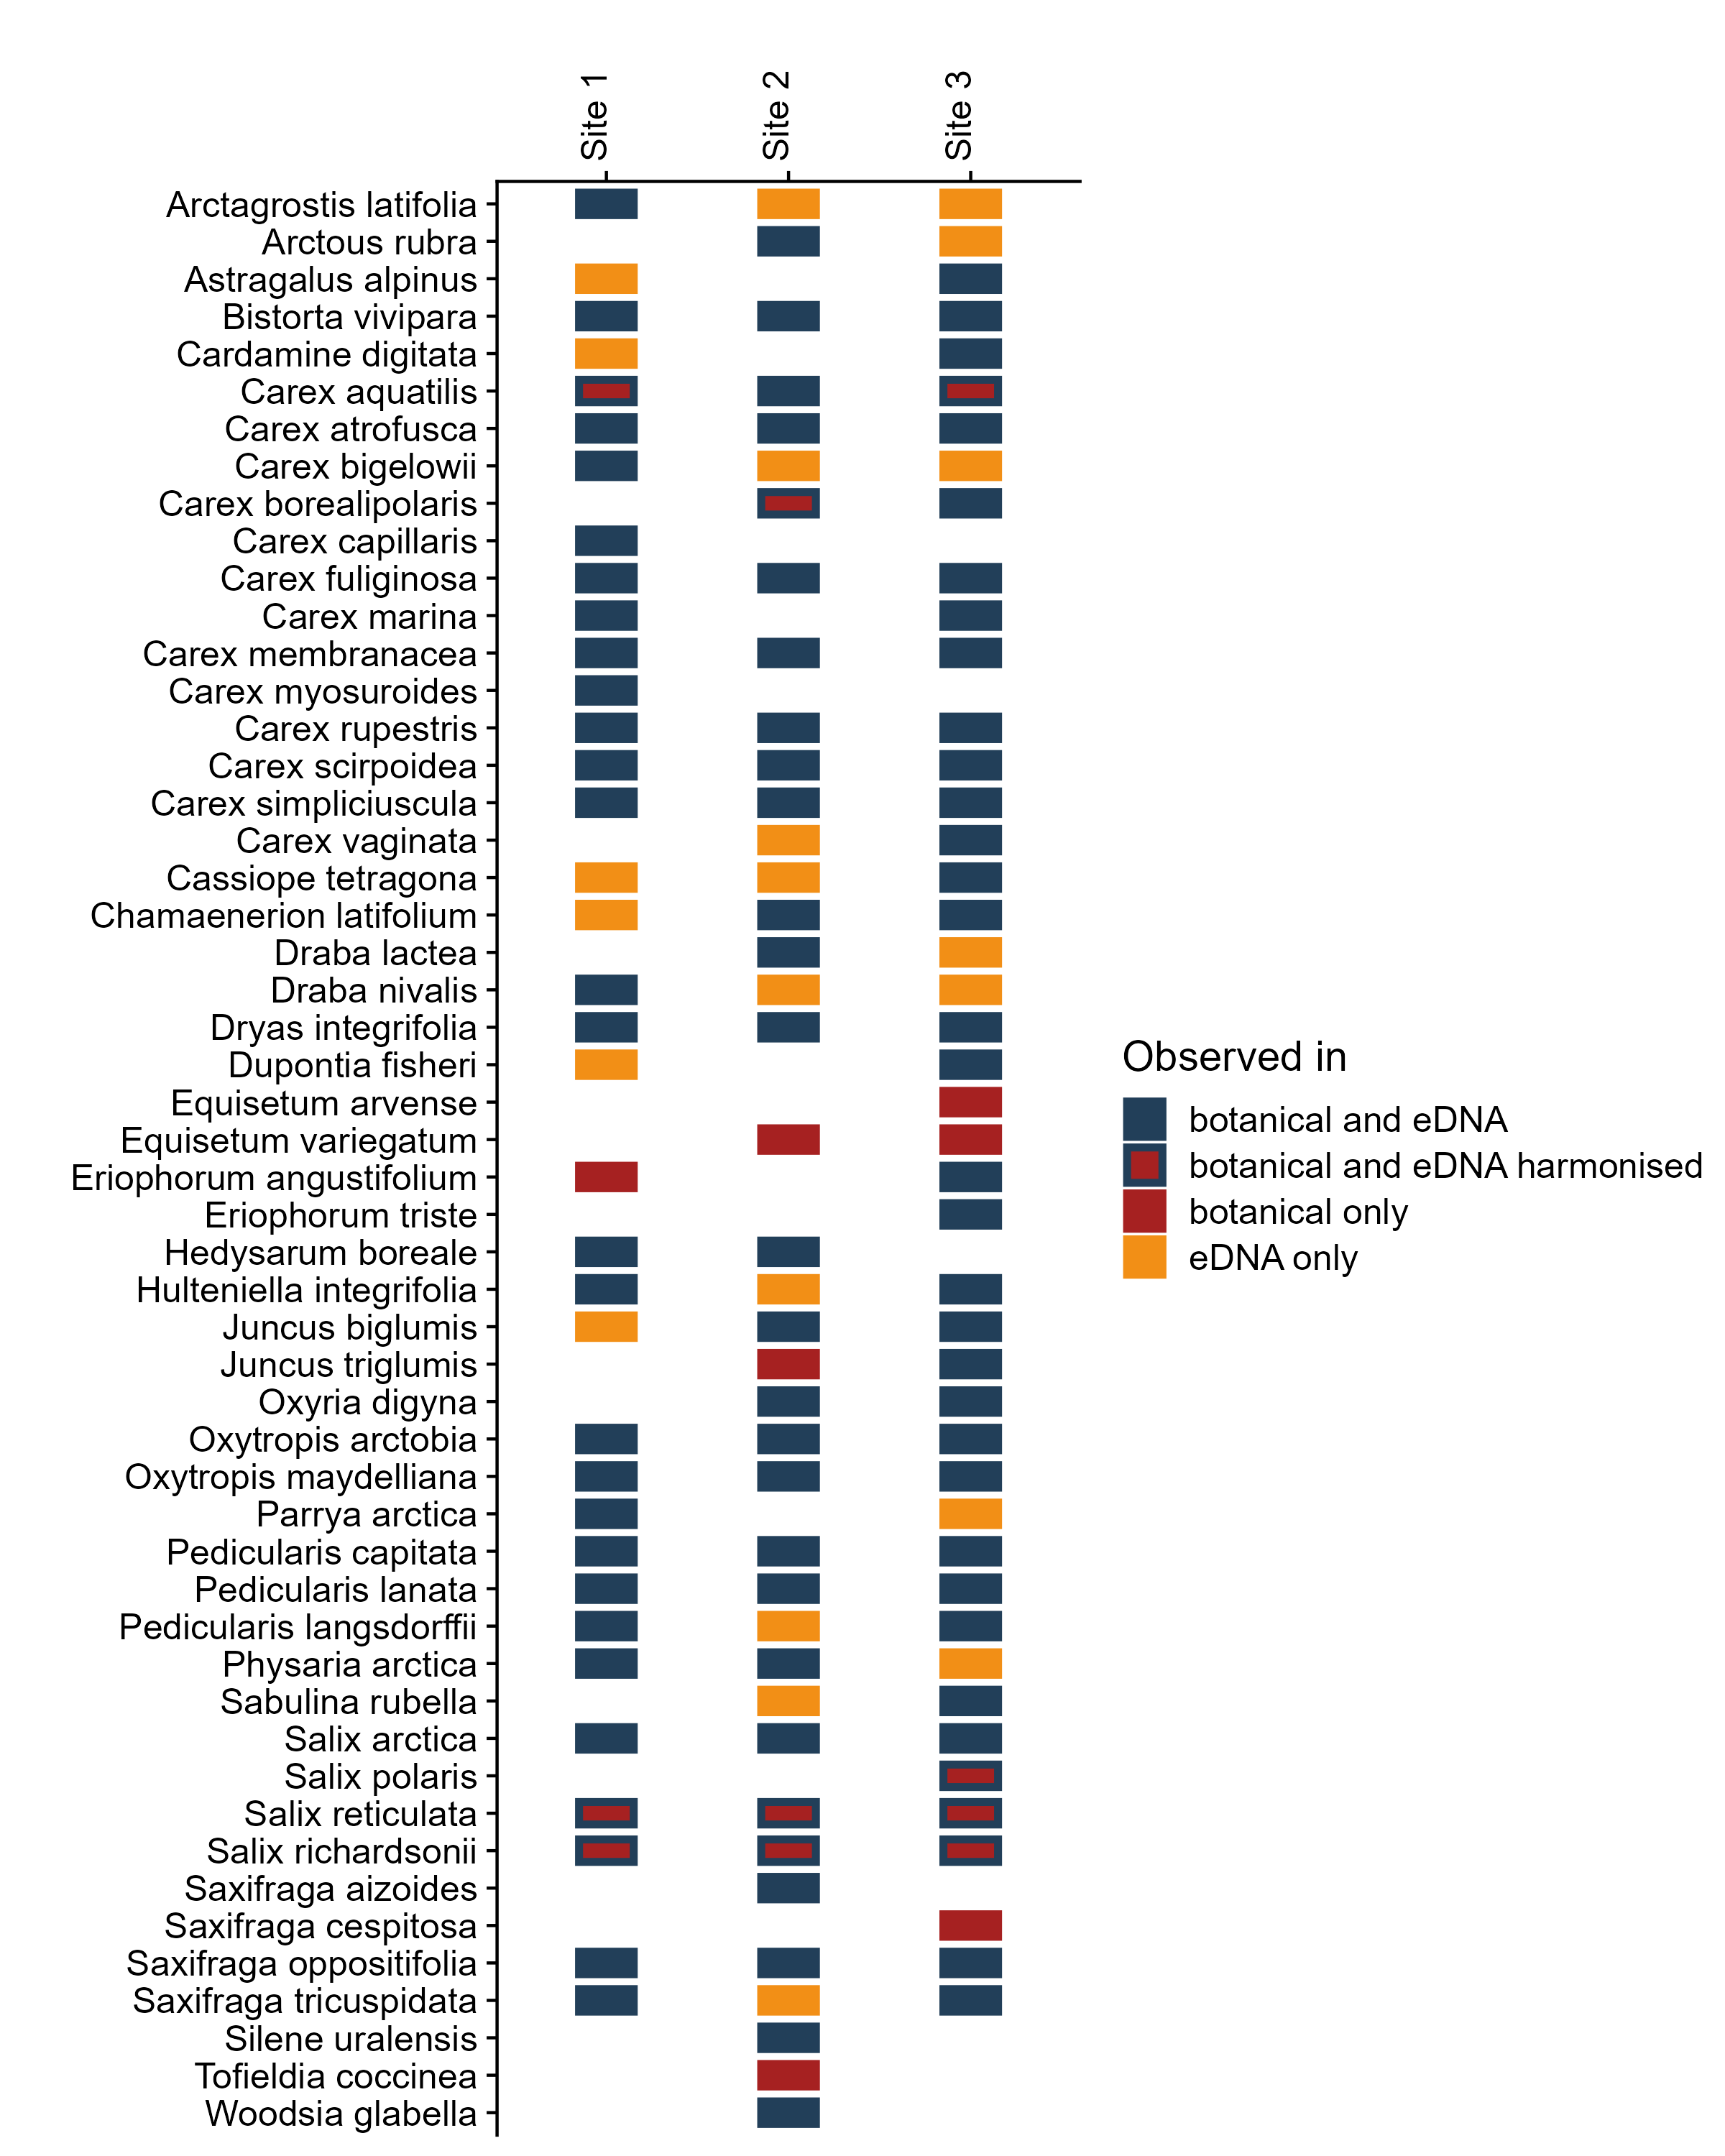 Site 1
Site 2
Site 3
Arctagrostis latifolia
Arctous rubra
Astragalus alpinus
Bistorta vivipara
Cardamine digitata
Carex aquatilis
Carex atrofusca
Carex bigelowii
Carex borealipolaris
Carex capillaris
Carex fuliginosa
Carex marina
Carex membranacea
Carex myosuroides
Carex rupestris
Carex scirpoidea
Carex simpliciuscula
Carex vaginata
Cassiope tetragona
Chamaenerion latifolium
Draba lactea
Draba nivalis
Dryas integrifolia
Dupontia fisheri
Equisetum arvense
Equisetum variegatum
Eriophorum angustifolium
Eriophorum triste
Hedysarum boreale
Hulteniella integrifolia
Juncus biglumis
Juncus triglumis
Oxyria digyna
Oxytropis arctobia
Oxytropis maydelliana
Parrya arctica
Pedicularis capitata
Pedicularis lanata
Pedicularis langsdorffii
Physaria arctica
Sabulina rubella
Salix arctica
Salix polaris
Salix reticulata
Salix richardsonii
Saxifraga aizoides
Saxifraga cespitosa
Saxifraga oppositifolia
Saxifraga tricuspidata
Silene uralensis
Tofieldia coccinea
Woodsia glabella
Observed in
botanical and eDNA
botanical and eDNA harmonised
botanical only
eDNA only